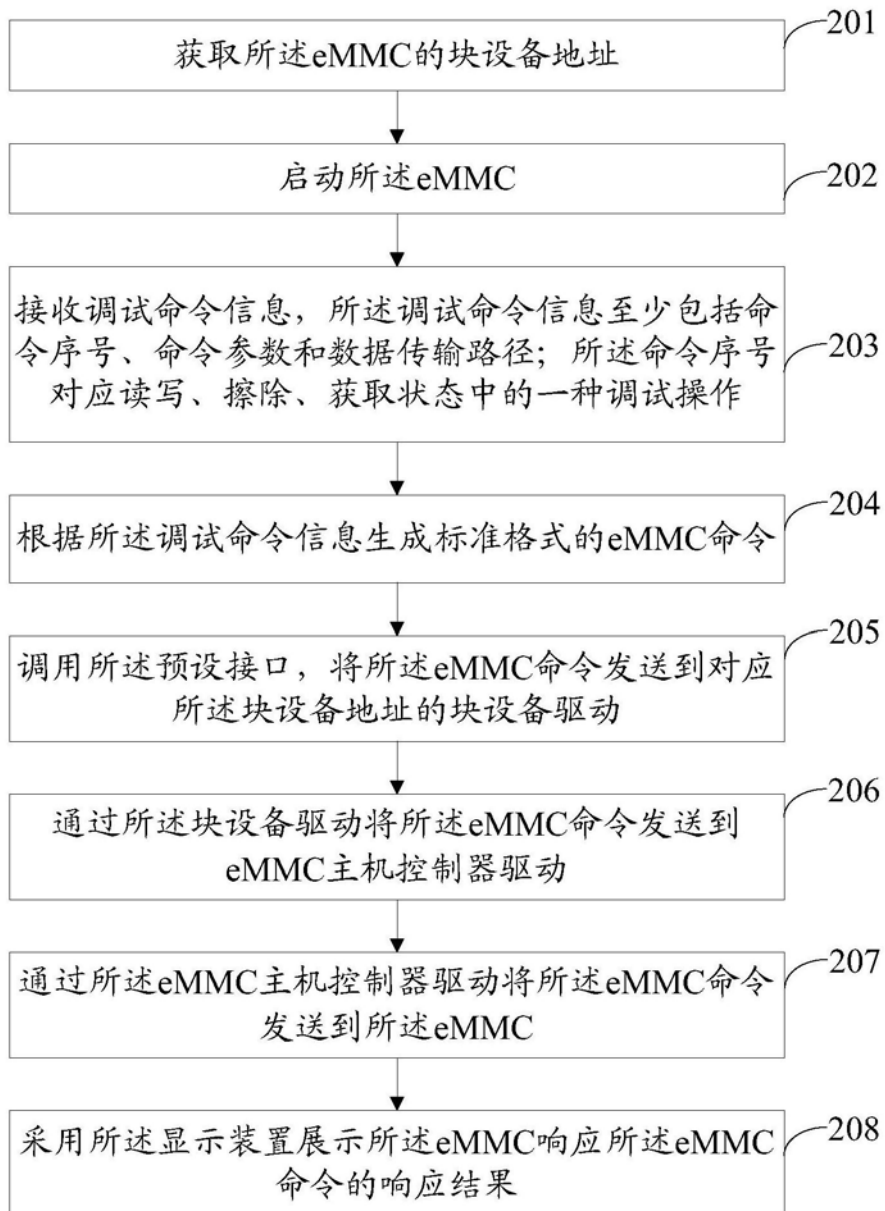 获取所述eMMC的块设备地址
201
启动所述eMMC
202
接收调试命令信息，所述调试命令信息至少包括命
令序号、命令参数和数据传输路径；所述命令序号
对应读写、擦除、获取状态中的一种调试操作
203
根据所述调试命令信息生成标准格式的eMMC命令
204
调用所述预设接口，将所述eMMC命令发送到对应
所述块设备地址的块设备驱动
205
通过所述块设备驱动将所述eMMC命令发送到
eMMC主机控制器驱动
206
通过所述eMMC主机控制器驱动将所述eMMC命令
发送到所述eMMC
207
采用所述显示装置展示所述eMMC响应所述eMMC
命令的响应结果
208